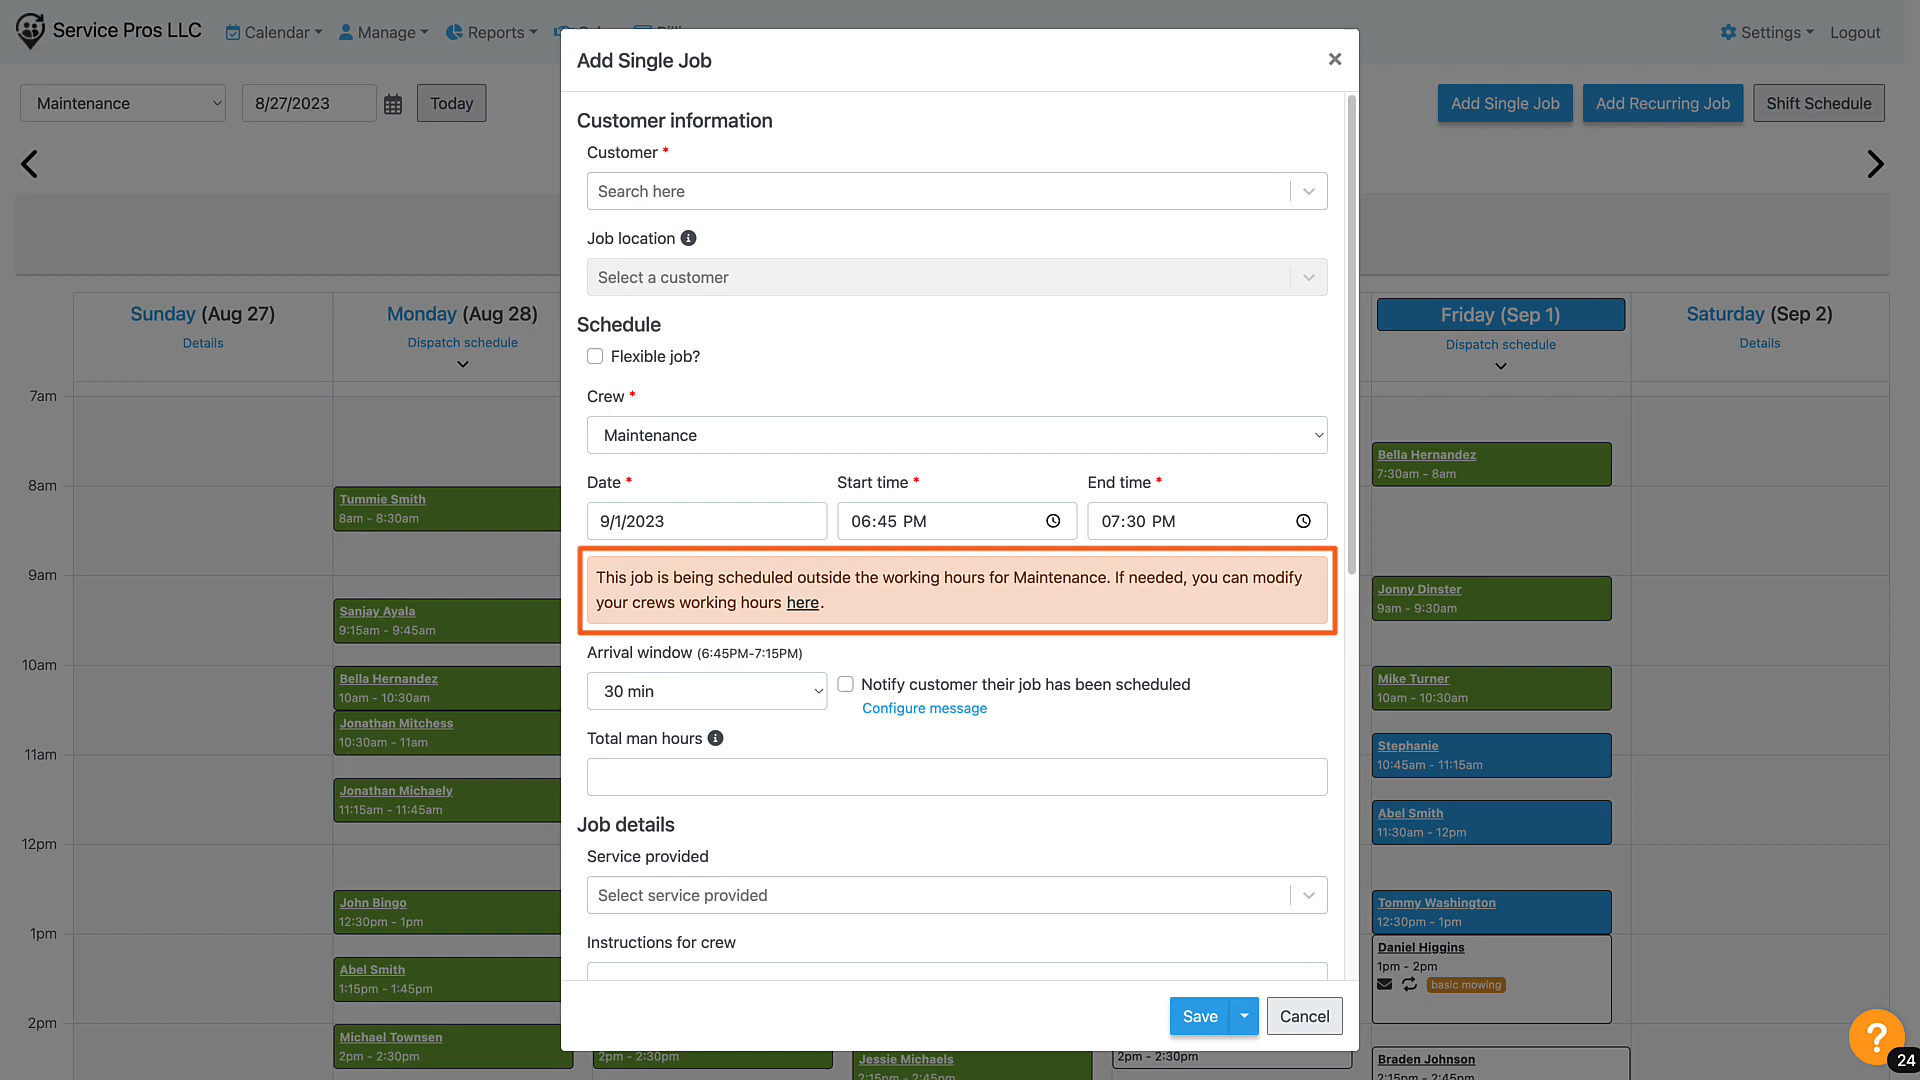 Service Pros LLC
Calendar
Manage
Reports
Settings
Logout
Maintenance
8/27/2023
Today
Add Single Job
Add Recurring Job
Shift Schedule
Sunday (Aug 27)
Details
Monday (Aug 28)
Dispatch schedule
Friday (Sep 1)
Dispatch schedule
Saturday (Sep 2)
Details
7am
8am
9am
10am
11am
12pm
1pm
2pm
Tummie Smith
8am - 8:30am
Sanjay Ayala
9:15am - 9:45am
Bella Hernandez
10am - 10:30am
Jonathan Mitchess
10:30am - 11am
Jonathan Michaely
11:15am - 11:45am
John Bingo
12:30pm - 1pm
Abel Smith
1:15pm - 1:45pm
Michael Townsen
2pm - 2:30pm
2pm - 2:30pm
Jessie Michaels
2:15pm - 2:45pm
2pm - 2:30pm
Add Single Job
Customer information
Customer *
Search here
Job location
Select a customer
Schedule
Flexible job?
Crew *
Maintenance
Date *
Start time *
End time *
9/1/2023
06:45 PM
07:30 PM
This job is being scheduled outside the working hours for Maintenance. If needed, you can modify
your crews working hours here.
Arrival window (6:45PM-7:15PM)
30 min
Notify customer their job has been scheduled
Configure message
Total man hours
Job details
Service provided
Select service provided
Instructions for crew
Save
Cancel
Bella Hernandez
7:30am - 8am
Jonny Dinster
9am - 9:30am
Mike Turner
10am - 10:30am
Stephanie
10:45am - 11:15am
Abel Smith
11:30am - 12pm
Tommy Washington
12:30pm - 1pm
Daniel Higgins
1pm - 2pm
basic mowing
Braden Johnson
2:15pm - 2:45pm
?
24